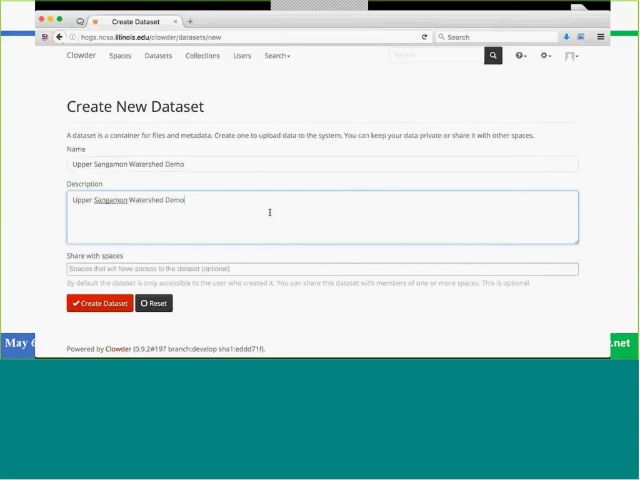 Create Dataset
hcgs.ncsa.illinois.edu/clowder/datasets/new
Search
Clowder Spaces Datasets Collections Users Search
Search
Create New Dataset
A dataset is a container for files and metadata. Create one to upload data to the system. You can keep your data private or share it with other spaces.
Name
Upper Sangamon Watershed Demo
Description
Upper Sangamon Watershed Demo
Share with spaces
Spaces that will have access to the dataset (optional)
By default the dataset is only accessible to the user who created it. You can share this dataset with members of one or more spaces. This is optional.
Create Dataset Reset
May 6
.net
Powered by Clowder (0.9.2#197 branch:develop sha1:eddd71f).